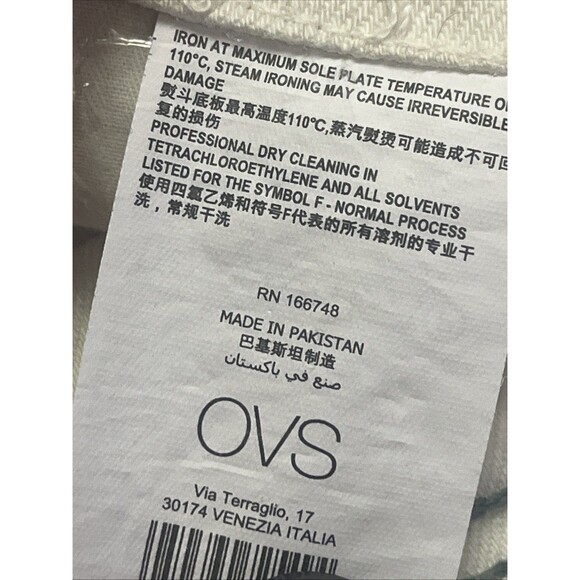 IRON AT MAXIMUM SOLE PLATE TEMPERATURE OF
110°C, STEAM IRONING MAY CAUSE IRREVERSIBLE
DAMAGE
熨斗底板最高温度110°C,蒸汽熨烫可能造成不可回
复的损伤
PROFESSIONAL DRY CLEANING IN
TETRACHLOROETHYLENE AND ALL SOLVENTS
LISTED FOR THE SYMBOL F - NORMAL PROCESS
使用四氯乙烯和符号F代表的所有溶剂的专业干
洗，常规干洗
RN 166748
MADE IN PAKISTAN
巴基斯坦制造
صنع في باكستان
OVS
Via Terraglio, 17
30174 VENEZIA ITALIA